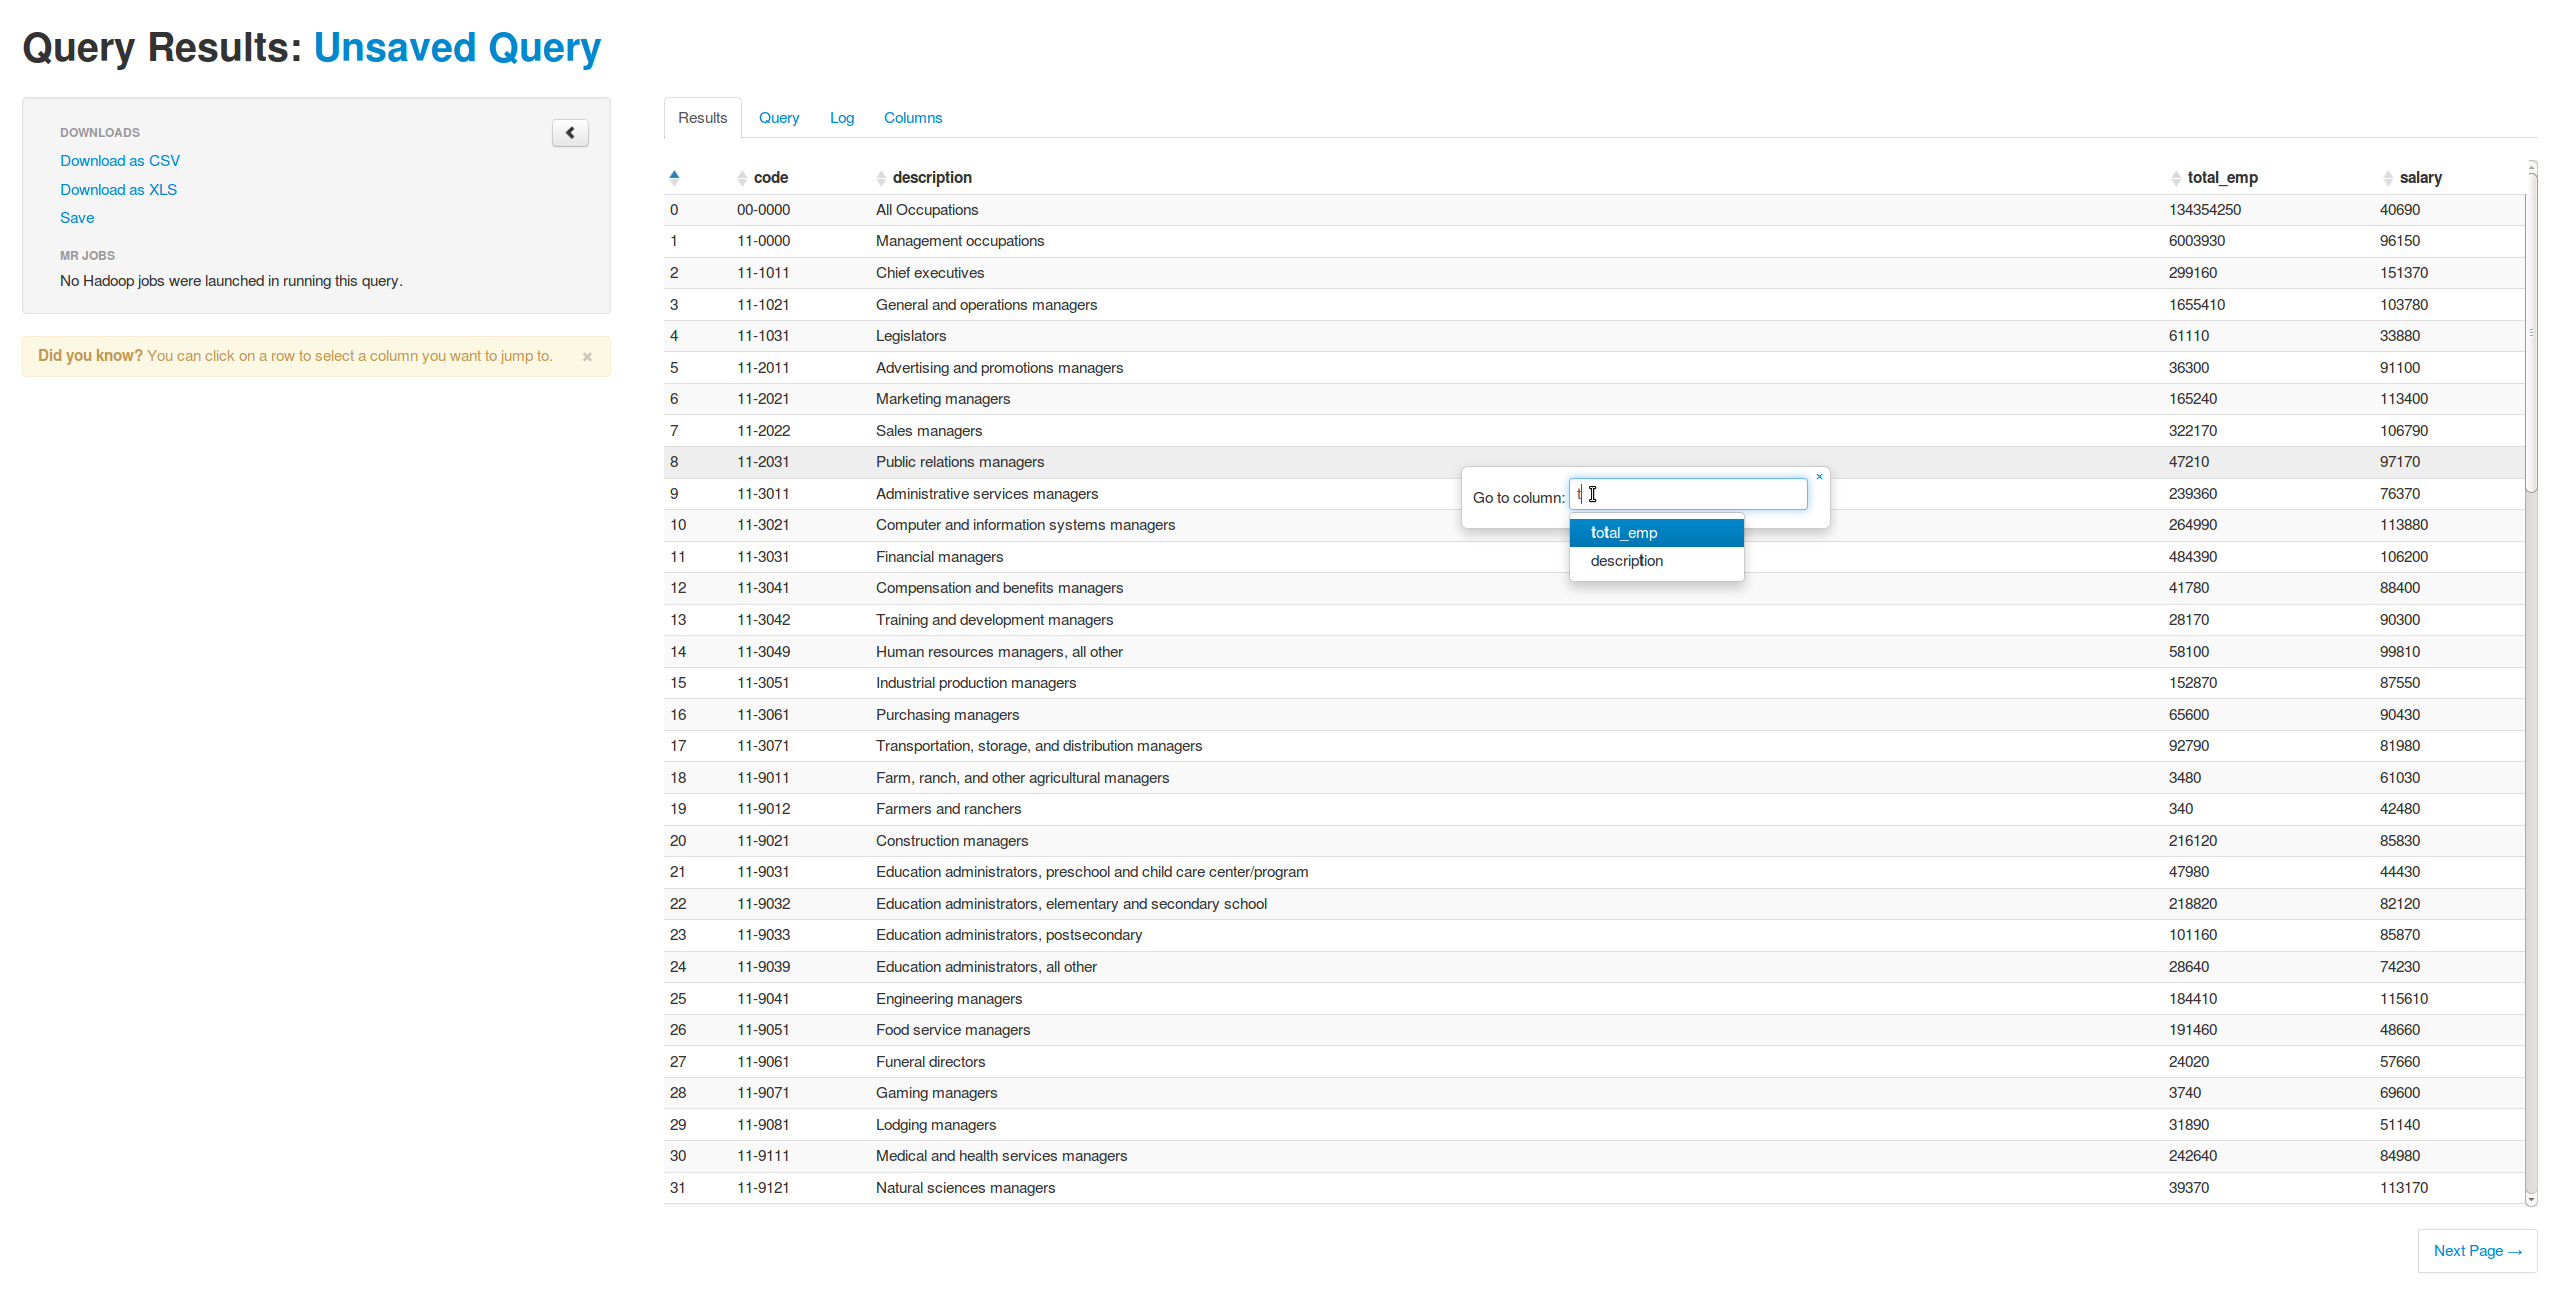 Query Results: Unsaved Query
DOWNLOADS
Download as CSV
Download as XLS
Save
MR JOBS
No Hadoop jobs were launched in running this query.
Did you know? You can click on a row to select a column you want to jump to. ×
Results Query Log Columns
code description total_emp salary
0 00-0000 All Occupations 134354250 40690
1 11-0000 Management occupations 6003930 96150
2 11-1011 Chief executives 299160 151370
3 11-1021 General and operations managers 1655410 103780
4 11-1031 Legislators 61110 33880
5 11-2011 Advertising and promotions managers 36300 91100
6 11-2021 Marketing managers 165240 113400
7 11-2022 Sales managers 322170 106790
8 11-2031 Public relations managers 47210 97170
9 11-3011 Administrative services managers 239360 76370
10 11-3021 Computer and information systems managers 264990 113880
11 11-3031 Financial managers 484390 106200
12 11-3041 Compensation and benefits managers 41780 88400
13 11-3042 Training and development managers 28170 90300
14 11-3049 Human resources managers, all other 58100 99810
15 11-3051 Industrial production managers 152870 87550
16 11-3061 Purchasing managers 65600 90430
17 11-3071 Transportation, storage, and distribution managers 92790 81980
18 11-9011 Farm, ranch, and other agricultural managers 3480 61030
19 11-9012 Farmers and ranchers 340 42480
20 11-9021 Construction managers 216120 85830
21 11-9031 Education administrators, preschool and child care center/program 47980 44430
22 11-9032 Education administrators, elementary and secondary school 218820 82120
23 11-9033 Education administrators, postsecondary 101160 85870
24 11-9039 Education administrators, all other 28640 74230
25 11-9041 Engineering managers 184410 115610
26 11-9051 Food service managers 191460 48660
27 11-9061 Funeral directors 24020 57660
28 11-9071 Gaming managers 3740 69600
29 11-9081 Lodging managers 31890 51140
30 11-9111 Medical and health services managers 242640 84980
31 11-9121 Natural sciences managers 39370 113170
Go to column: t ×
total_emp
description
Next Page →